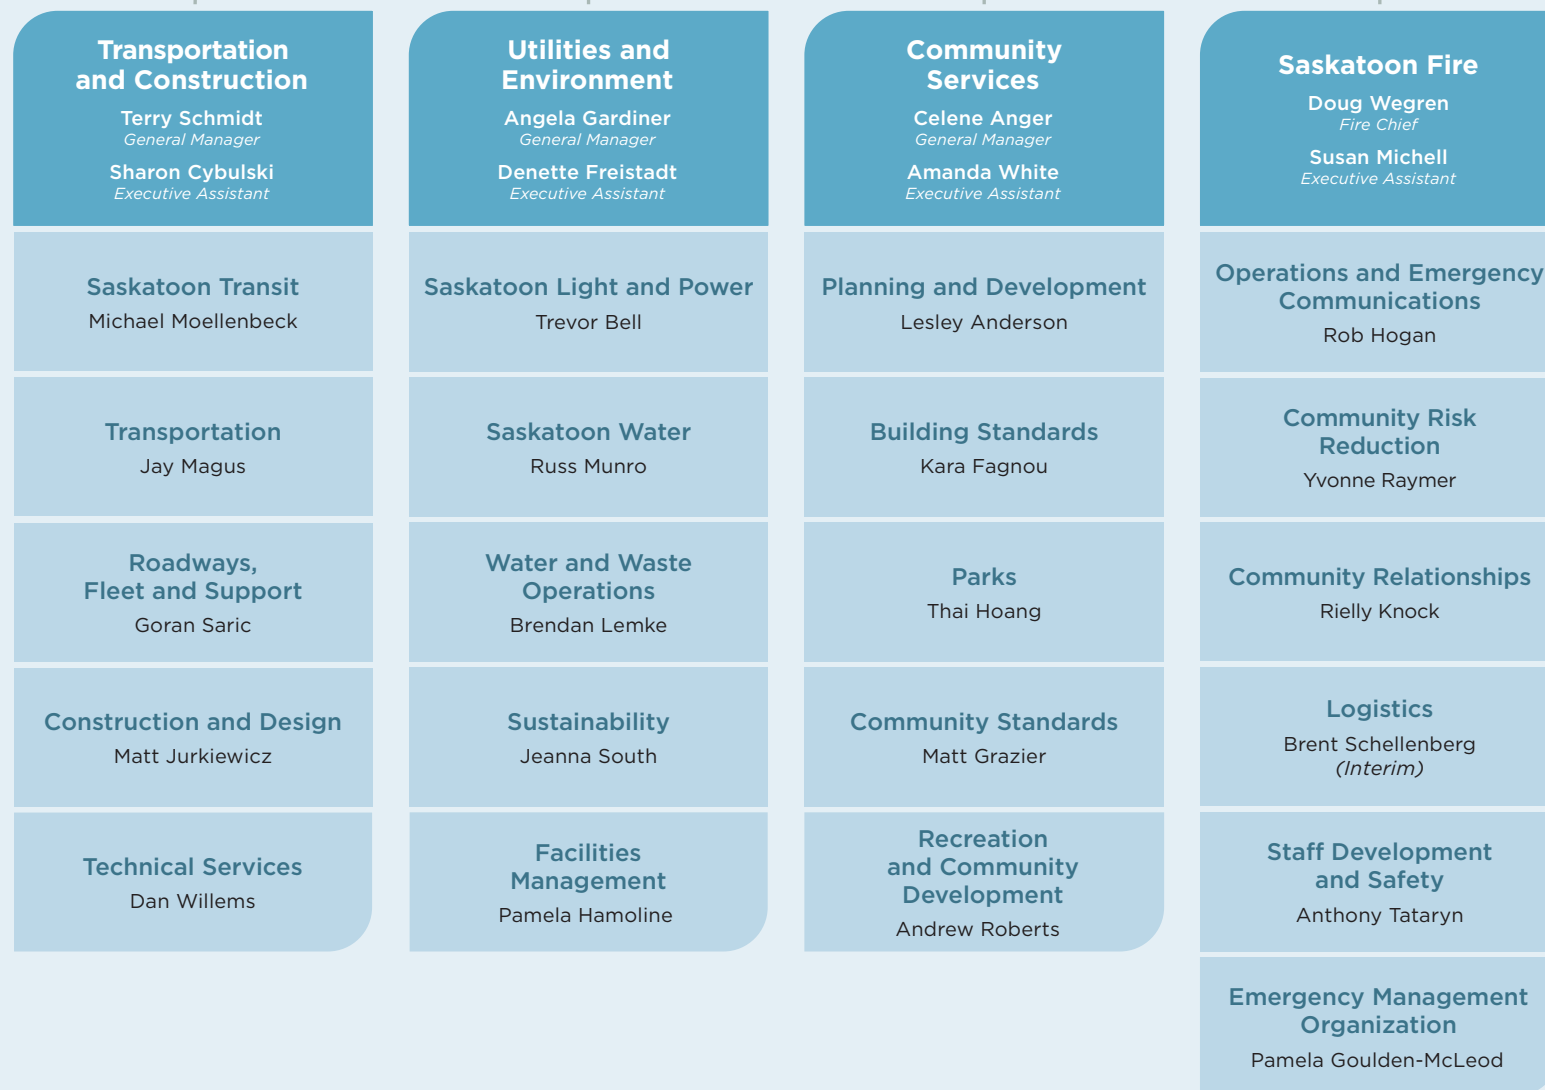 Transportation
and Construction
Terry Schmidt
General Manager
Sharon Cybulski
Executive Assistant
Saskatoon Transit
Michael Moellenbeck
Transportation
Jay Magus
Roadways,
Fleet and Support
Goran Saric
Construction and Design
Matt Jurkiewicz
Technical Services
Dan Willems
Utilities and
Environment
Angela Gardiner
General Manager
Denette Freistadt
Executive Assistant
Saskatoon Light and Power
Trevor Bell
Saskatoon Water
Russ Munro
Water and Waste
Operations
Brendan Lemke
Sustainability
Jeanna South
Facilities
Management
Pamela Hamoline
Community
Services
Celene Anger
General Manager
Amanda White
Executive Assistant
Planning and Development
Lesley Anderson
Building Standards
Kara Fagnou
Parks
Thai Hoang
Community Standards
Matt Grazier
Recreation
and Community
Development
Andrew Roberts
Saskatoon Fire
Doug Wegren
Fire Chief
Susan Michell
Executive Assistant
Operations and Emergency
Communications
Rob Hogan
Community Risk
Reduction
Yvonne Raymer
Community Relationships
Rielly Knock
Logistics
Brent Schellenberg
(Interim)
Staff Development
and Safety
Anthony Tataryn
Emergency Management
Organization
Pamela Goulden-McLeod